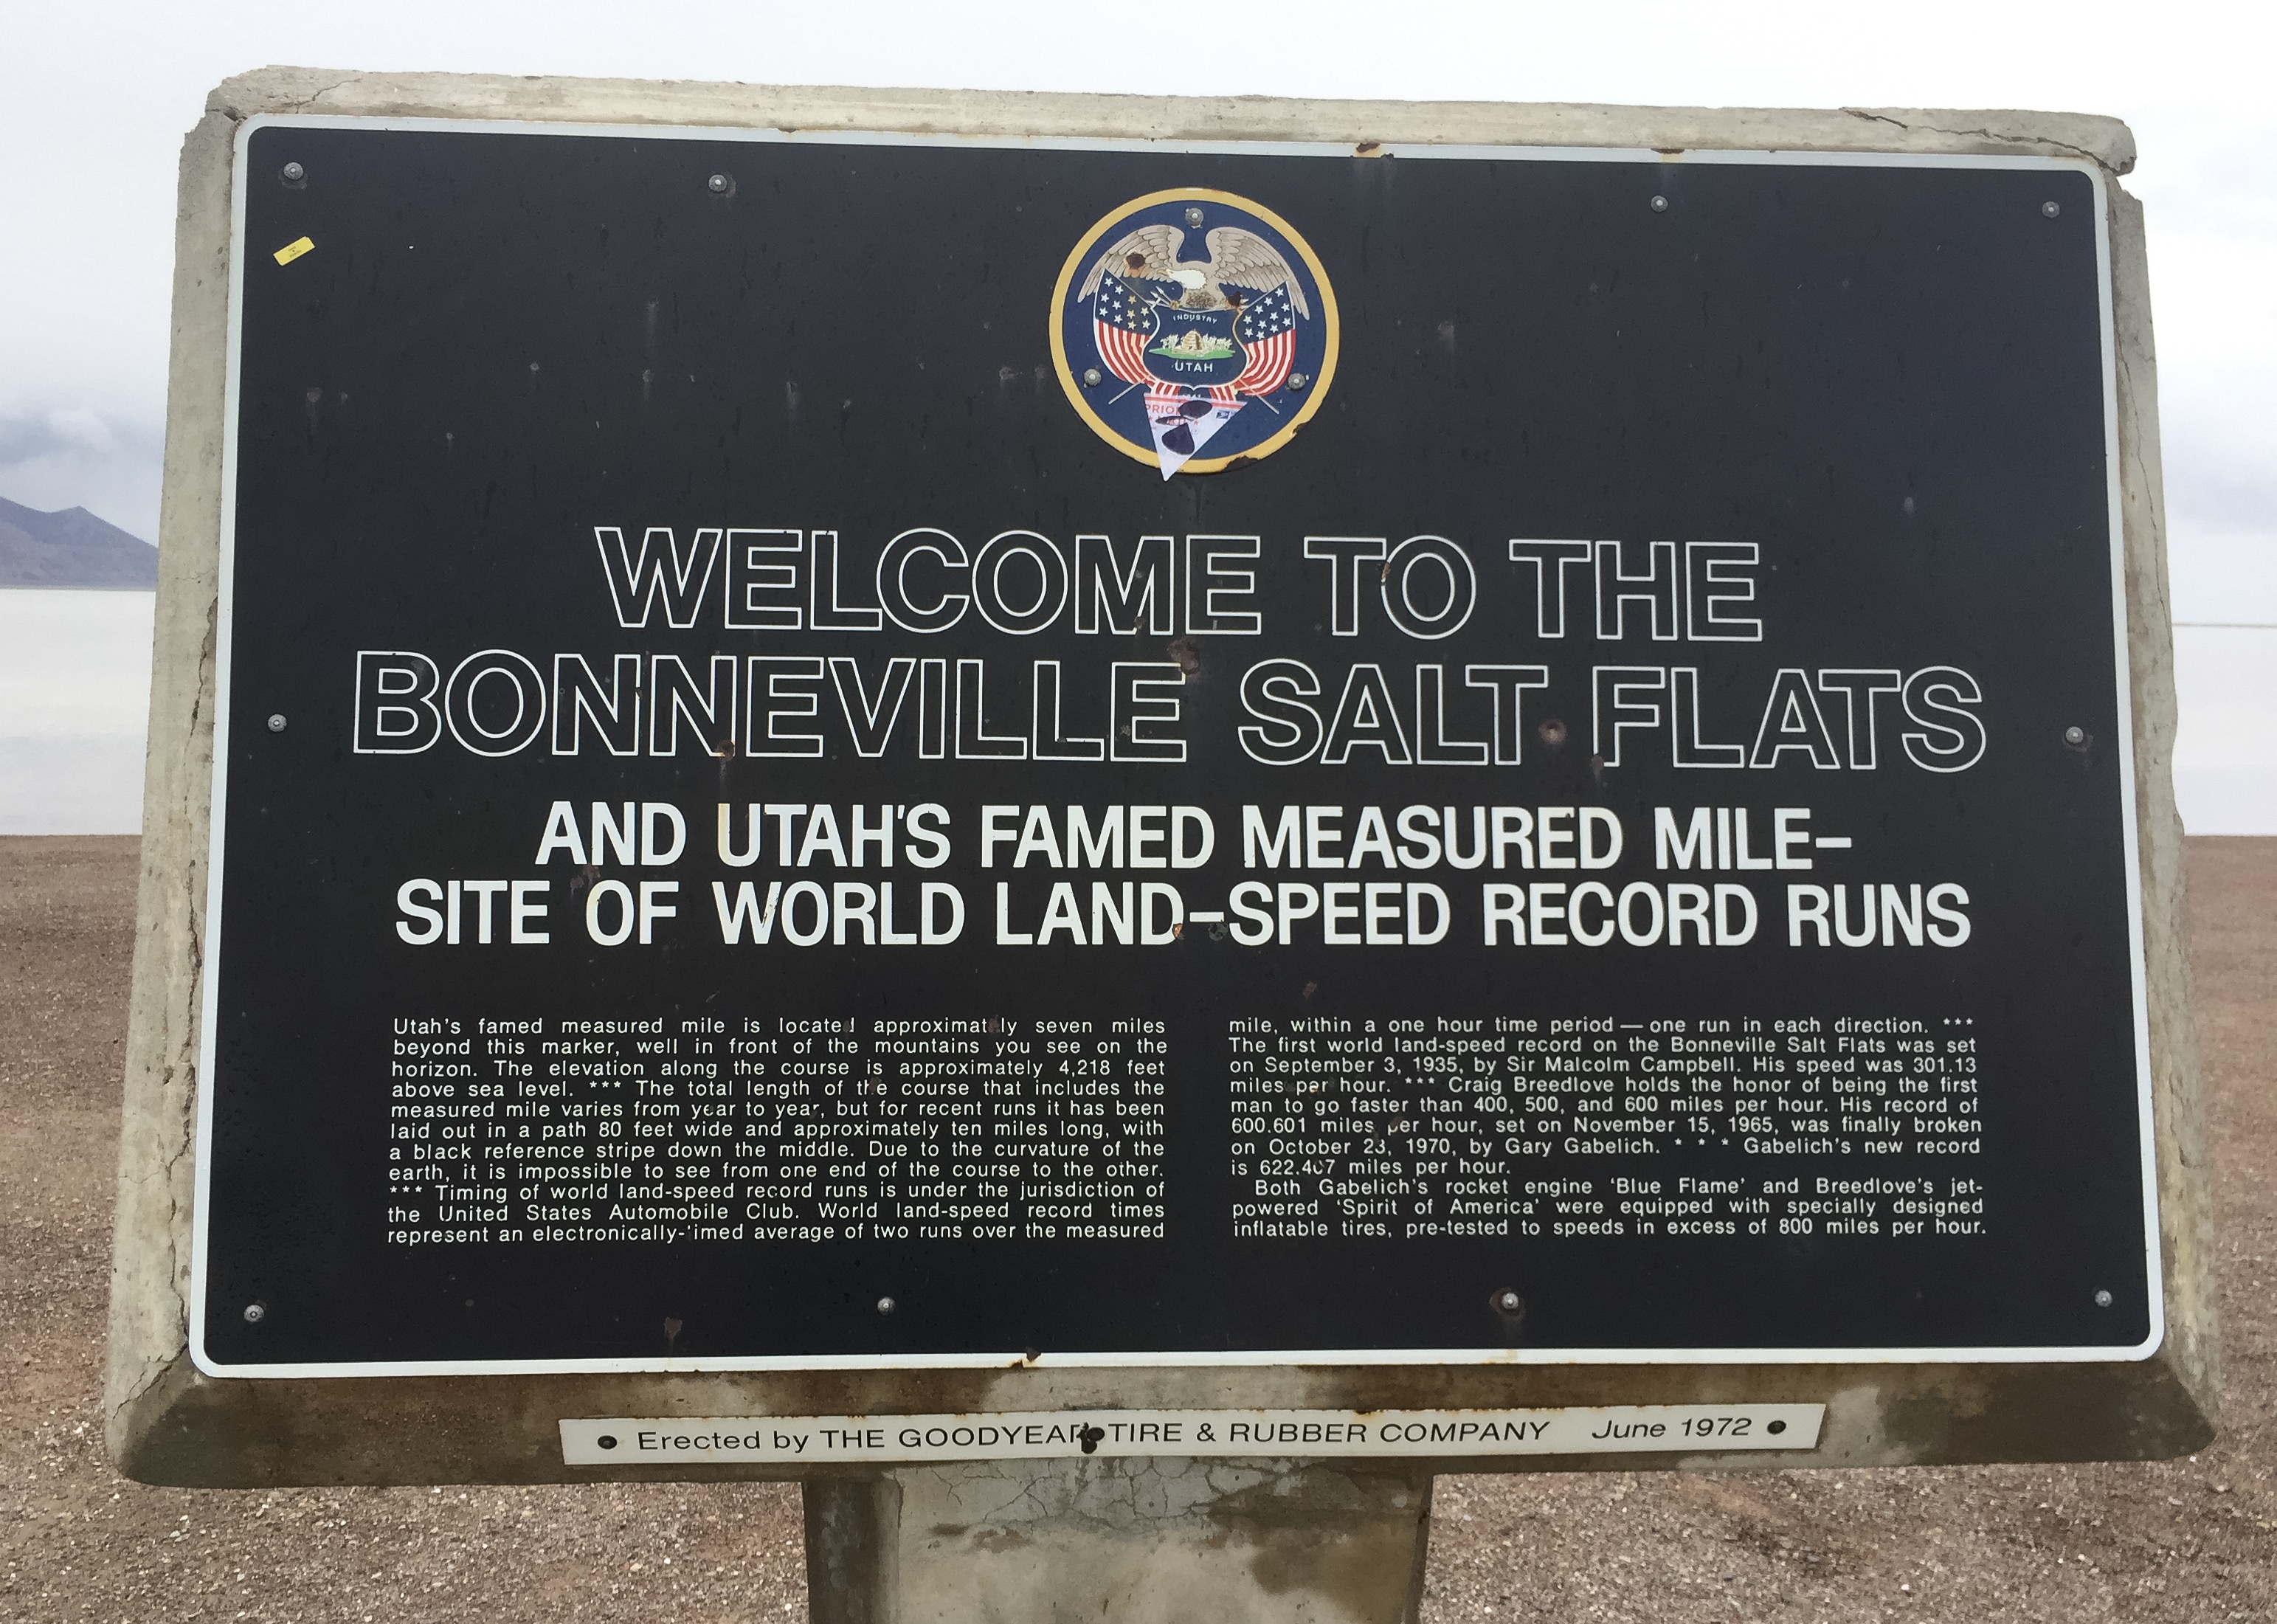 INDUSTRY
UTAH
WELCOME TO THE
BONNEVILLE SALT FLATS
AND UTAH'S FAMED MEASURED MILE–
SITE OF WORLD LAND–SPEED RECORD RUNS
Utah's famed measured mile is located approximately seven miles
beyond this marker, well in front of the mountains you see on the
horizon. The elevation along the course is approximately 4,218 feet
above sea level. *** The total length of the course that includes the
measured mile varies from year to year, but for recent runs it has been
laid out in a path 80 feet wide and approximately ten miles long, with
a black reference stripe down the middle. Due to the curvature of the
earth, it is impossible to see from one end of the course to the other.
*** Timing of world land-speed record runs is under the jurisdiction of
the United States Automobile Club. World land-speed record times
represent an electronically-timed average of two runs over the measured
mile, within a one hour time period — one run in each direction. ***
The first world land-speed record on the Bonneville Salt Flats was set
on September 3, 1935, by Sir Malcolm Campbell. His speed was 301.13
miles per hour. *** Craig Breedlove holds the honor of being the first
man to go faster than 400, 500, and 600 miles per hour. His record of
600.601 miles per hour, set on November 15, 1965, was finally broken
on October 23, 1970, by Gary Gabelich. * * * Gabelich's new record
is 622.407 miles per hour.
Both Gabelich's rocket engine 'Blue Flame' and Breedlove's jet-
powered 'Spirit of America' were equipped with specially designed
inflatable tires, pre-tested to speeds in excess of 800 miles per hour.
Erected by THE GOODYEAR TIRE & RUBBER COMPANY June 1972